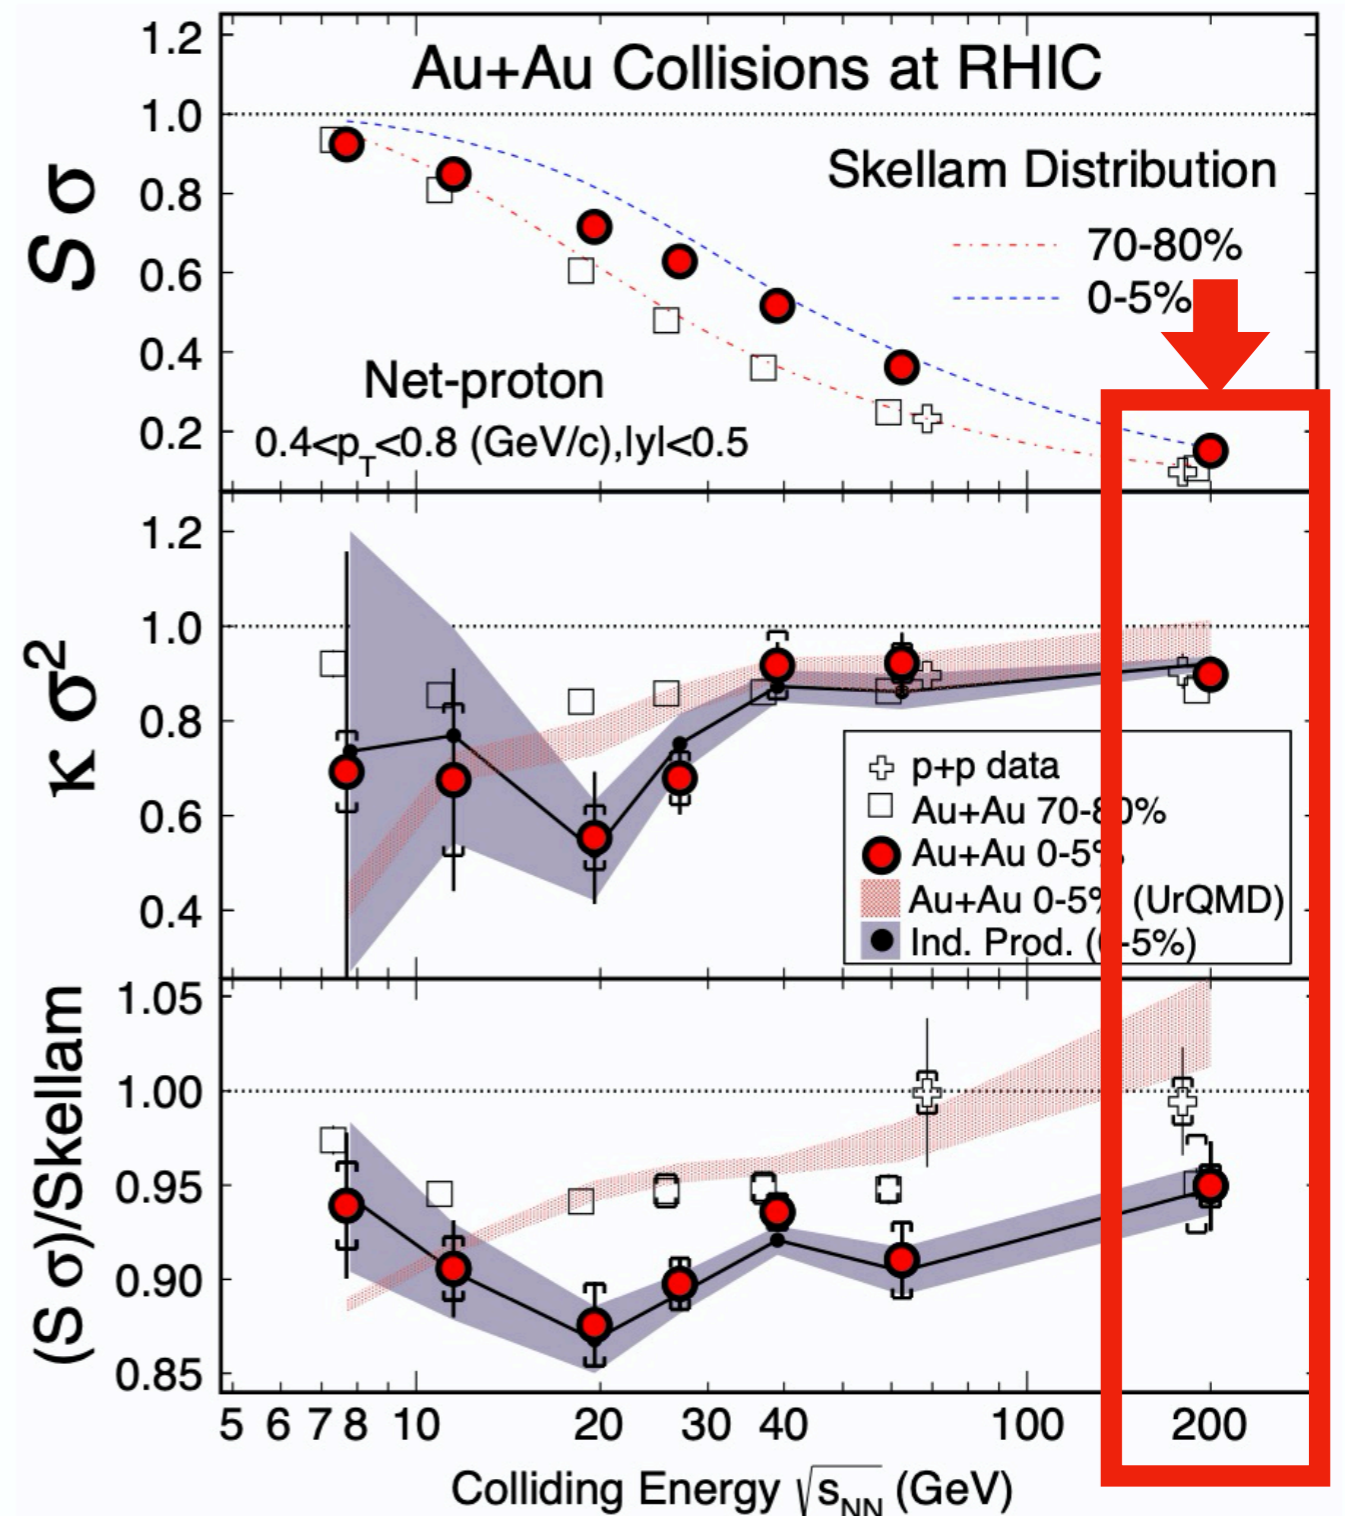 Au+Au Collisions at RHIC
Skellam Distribution
70-80%
0-5%
Net-proton
0.4<pT<0.8 (GeV/c),|y|<0.5
S σ
1.2
1.0
0.8
0.6
0.4
0.2
κ σ2
1.2
1.0
0.8
0.6
0.4
p+p data
Au+Au 70-80%
Au+Au 0-5%
Au+Au 0-5% (UrQMD)
Ind. Prod. (0-5%)
(S σ)/Skellam
1.05
1.00
0.95
0.90
0.85
5 6 7 8 10 20 30 40 100 200
Colliding Energy √sNN (GeV)